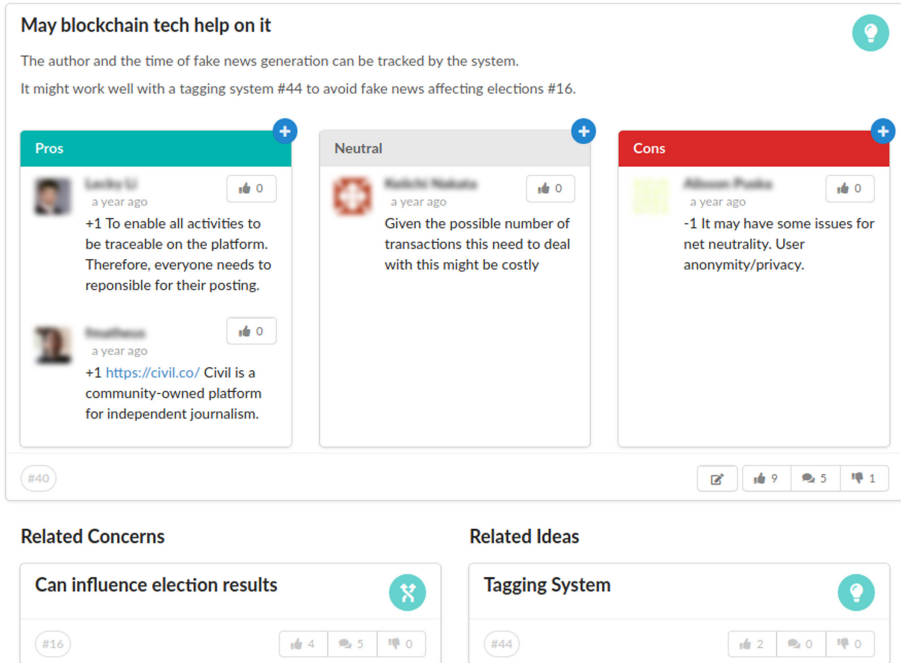 May blockchain tech help on it
The author and the time of fake news generation can be tracked by the system.
It might work well with a tagging system #44 to avoid fake news affecting elections #16.
Pros
0
a year ago
+1 To enable all activities to
be traceable on the platform.
Therefore, everyone needs to
reponsible for their posting.
0
a year ago
+1 https://civil.co/ Civil is a
community-owned platform
for independent journalism.
Neutral
0
a year ago
Given the possible number of
transactions this need to deal
with this might be costly
Cons
0
a year ago
-1 It may have some issues for
net neutrality. User
anonymity/privacy.
#40
9 5 1
Related Concerns
Can influence election results
#16
4 5 0
Related Ideas
Tagging System
#44
2 0 0